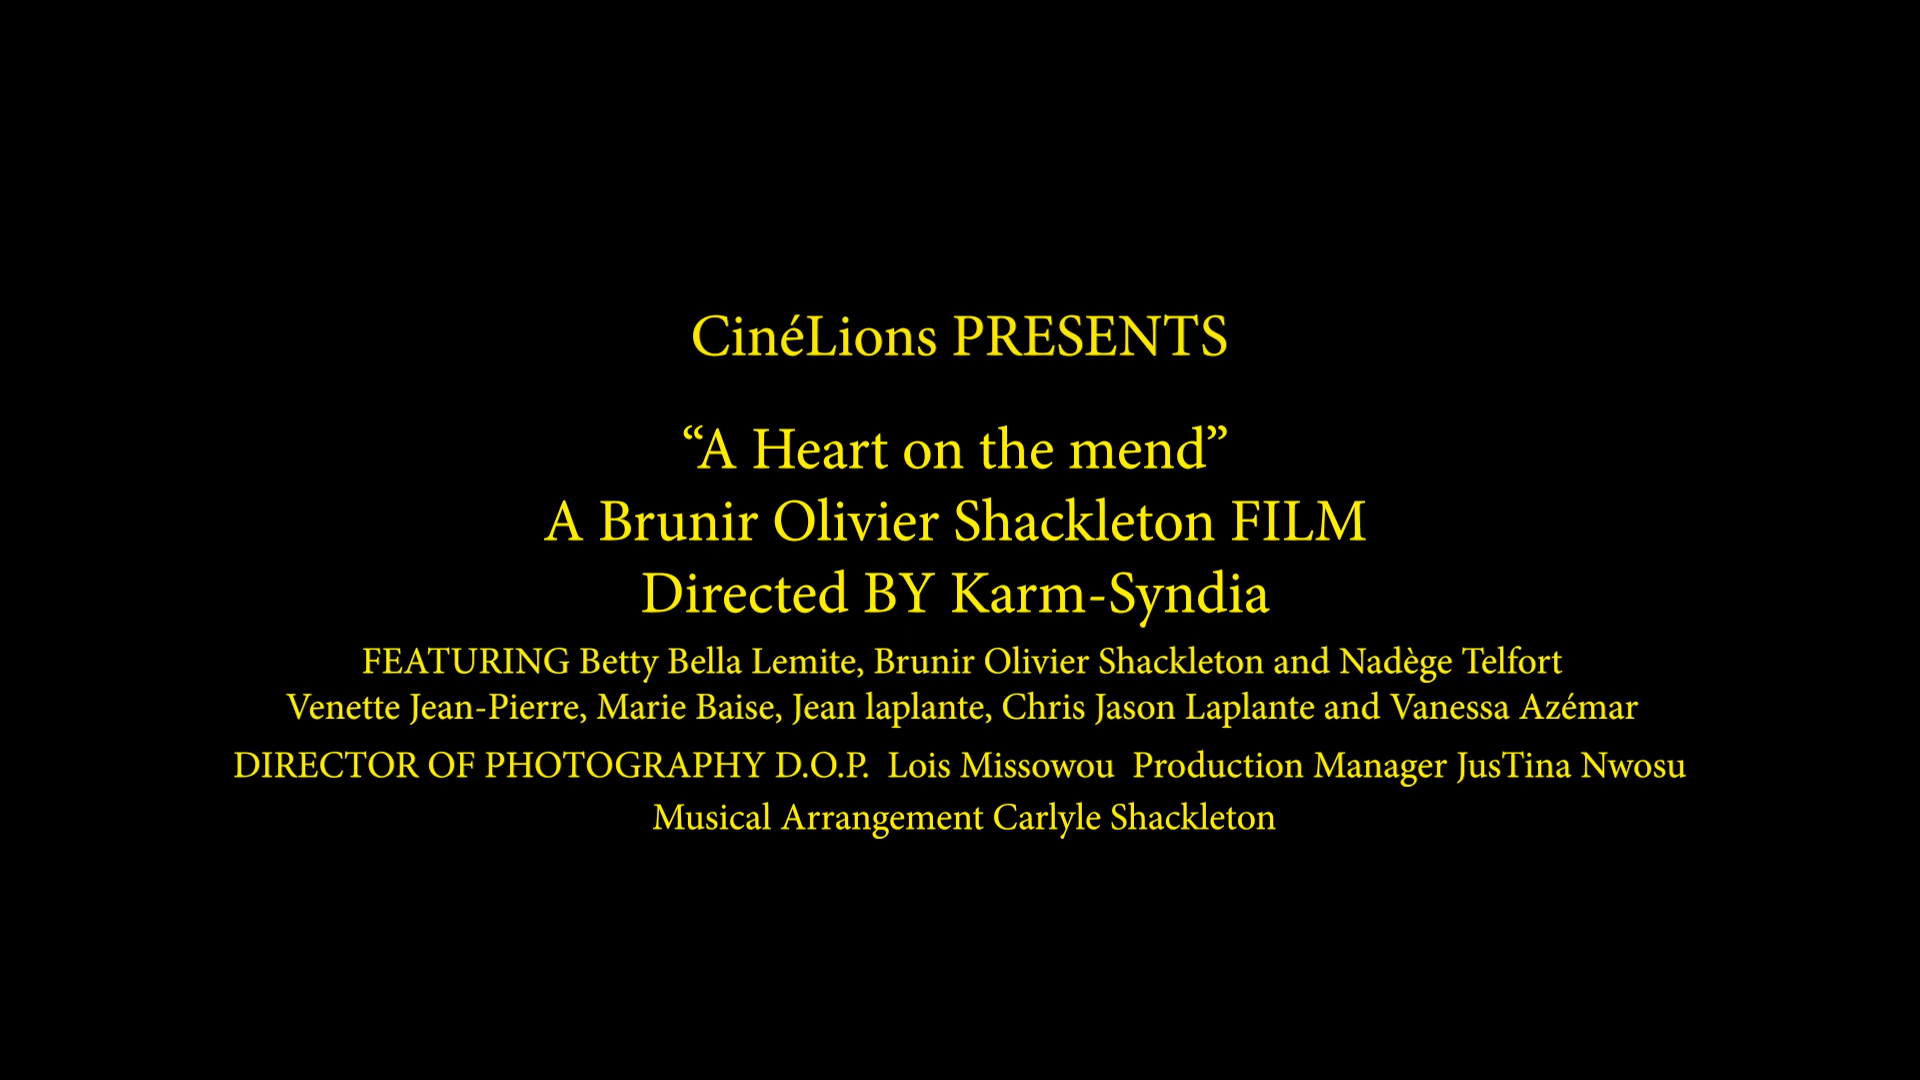 CinéLions PRESENTS
“A Heart on the mend”
A Brunir Olivier Shackleton FILM
Directed BY Karm-Syndia
FEATURING Betty Bella Lemite, Brunir Olivier Shackleton and Nadège Telfort
Venette Jean-Pierre, Marie Baise, Jean laplante, Chris Jason Laplante and Vanessa Azémar
DIRECTOR OF PHOTOGRAPHY D.O.P.  Lois Missowou  Production Manager JusTina Nwosu
Musical Arrangement Carlyle Shackleton